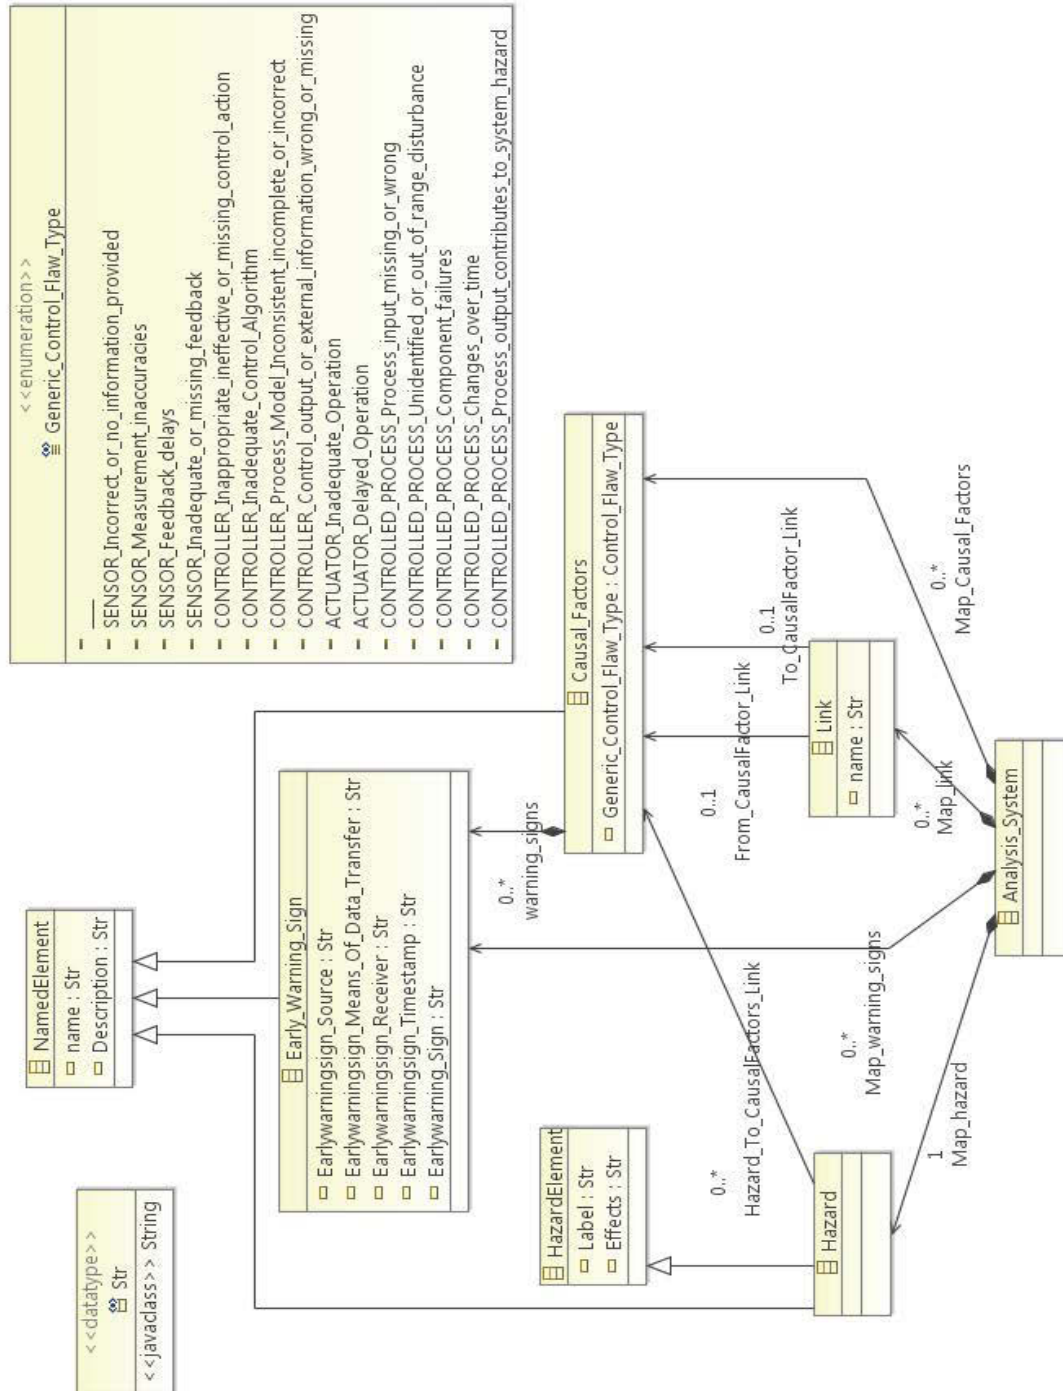 <<datatype>>
Str
<<javaclass>> String
NamedElement
name : Str
Description : Str
<<enumeration>>
Generic_Control_Flaw_Type
___
SENSOR_Incorrect_or_no_information_provided
SENSOR_Measurement_inaccuracies
SENSOR_Feedback_delays
SENSOR_Inadequate_or_missing_feedback
CONTROLLER_Inappropriate_ineffective_or_missing_control_action
CONTROLLER_Inadequate_Control_Algorithm
CONTROLLER_Process_Model_Inconsistent_incomplete_or_incorrect
CONTROLLER_Control_output_or_external_information_wrong_or_missing
ACTUATOR_Inadequate_Operation
ACTUATOR_Delayed_Operation
CONTROLLED_PROCESS_Process_input_missing_or_wrong
CONTROLLED_PROCESS_Unidentified_or_out_of_range_disturbance
CONTROLLED_PROCESS_Component_failures
CONTROLLED_PROCESS_Changes_over_time
CONTROLLED_PROCESS_Process_output_contributes_to_system_hazard
Early_Warning_Sign
Earlywarningsign_Source : Str
Earlywarningsign_Means_Of_Data_Transfer : Str
Earlywarningsign_Receiver : Str
Earlywarningsign_Timestamp : Str
Earlywarning_Sign : Str
0..*
warning_signs
HazardElement
Label : Str
Effects : Str
Causal_Factors
Generic_Control_Flaw_Type : Control_Flaw_Type
0..*
Hazard_To_CausalFactors_Link
0..1
From_CausalFactor_Link
0..1
To_CausalFactor_Link
Hazard
Link
name : Str
1
Map_hazard
0..*
Map_warning_signs
0..*
Map_link
0..*
Map_Causal_Factors
Analysis_System